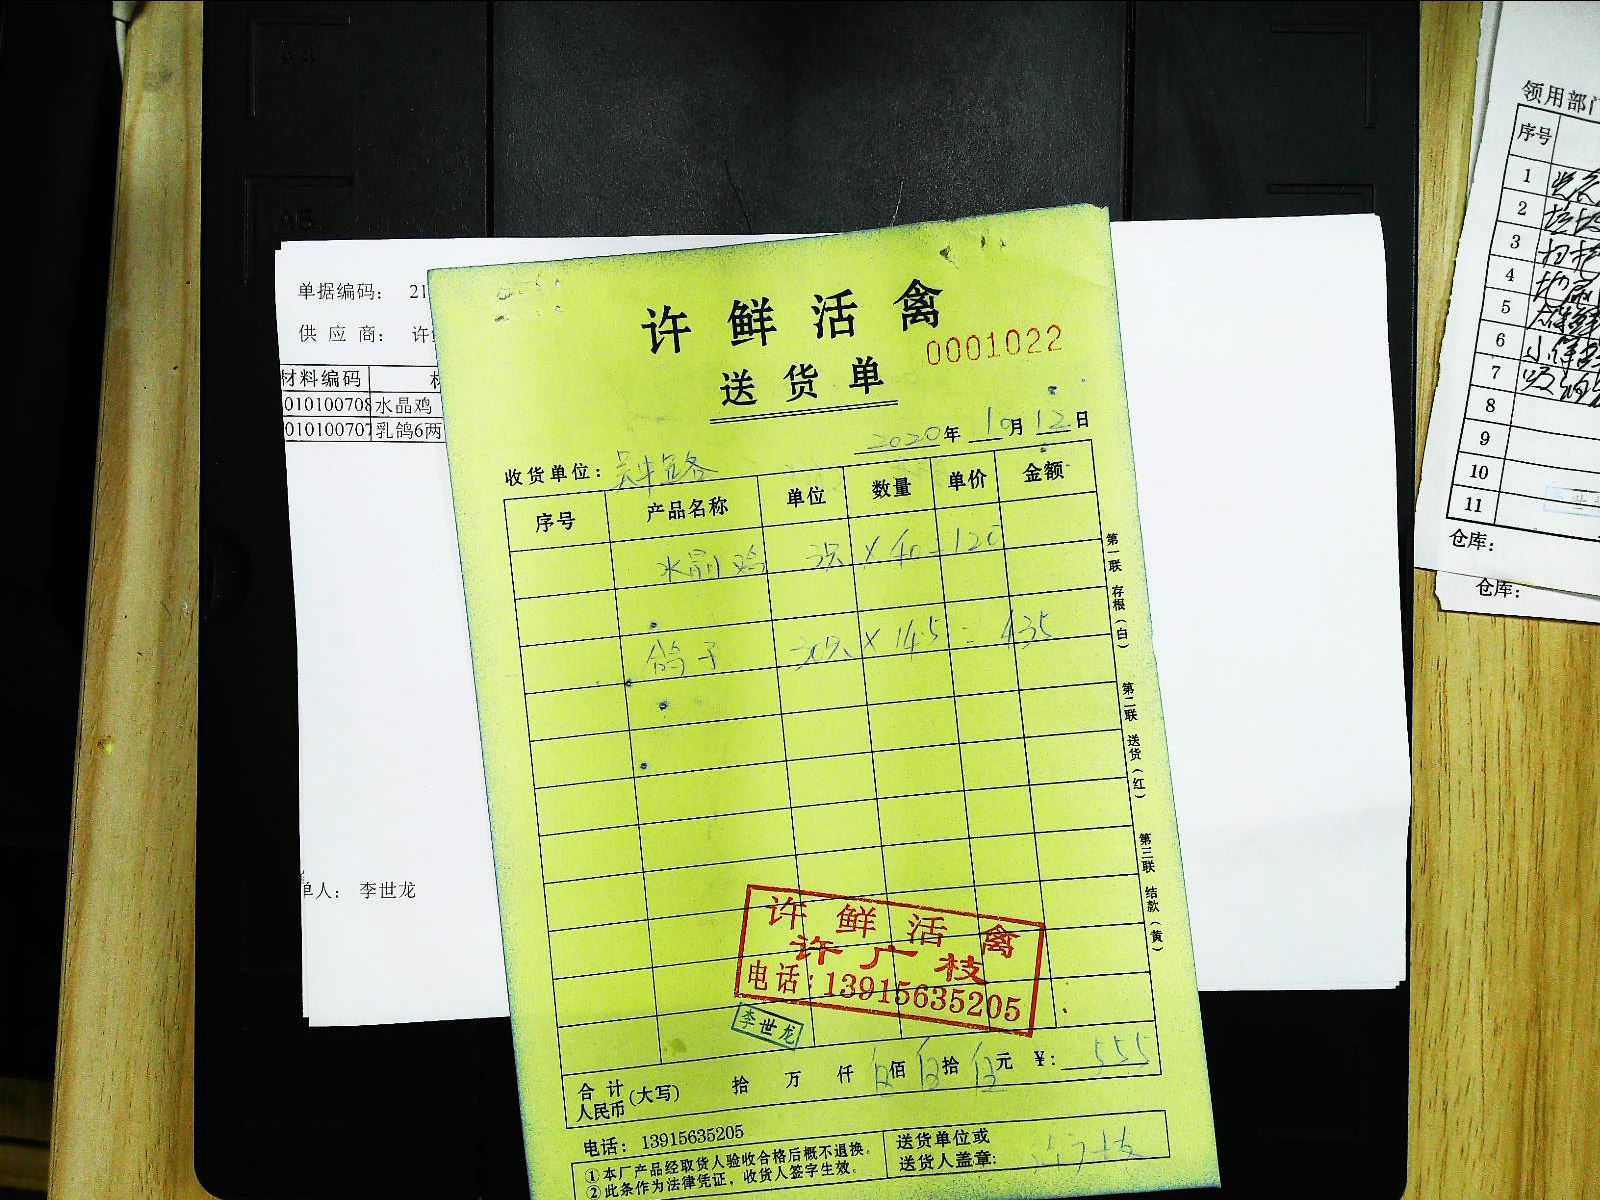 A4
A5
单据编码： 21
供 应 商： 许
材料编码
010100708 水晶鸡
010100707 乳鸽6两
单人： 李世龙
许鲜活禽
0001022
送货单
2020年 10月 12日
收货单位：
序号 产品名称 单位 数量 单价 金额
水晶鸡 3只 × 40 = 120
鸽子 30只 × 14.5 = 435
第一联 存根（白） 第二联 送货（红） 第三联 结款（黄）
许鲜活禽
许广枝
电话：13915635205
李世龙
合计人民币(大写) 拾 万 仟 伍佰 伍拾 伍元 ¥: 555
电话：13915635205
①本厂产品经取货人验收合格后概不退换。
②此条作为法律凭证，收货人签字生效。
送货单位或
送货人盖章: 许广枝
领用部门
序号
1
2
3
4
5
6
7
8
9
10
11
仓库:
仓库: